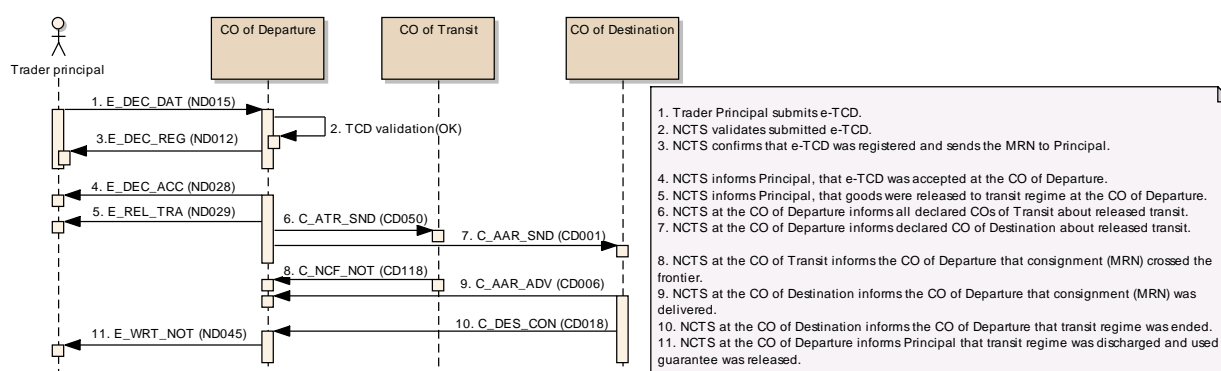 CO of Departure
CO of Transit
CO of Destination
Trader principal
1. E_DEC_DAT (ND015)
2. TCD validation(OK)
3.E_DEC_REG (ND012)
4. E_DEC_ACC (ND028)
5. E_REL_TRA (ND029)
6. C_ATR_SND (CD050)
7. C_AAR_SND (CD001)
8. C_NCF_NOT (CD118)
9. C_AAR_ADV (CD006)
10. C_DES_CON (CD018)
11. E_WRT_NOT (ND045)
1. Trader Principal submits e-TCD.
2. NCTS validates submitted e-TCD.
3. NCTS confirms that e-TCD was registered and sends the MRN to Principal.
4. NCTS informs Principal, that e-TCD was accepted at the CO of Departure.
5. NCTS informs Principal, that goods were released to transit regime at the CO of Departure.
6. NCTS at the CO of Departure informs all declared COs of Transit about released transit.
7. NCTS at the CO of Departure informs declared CO of Destination about released transit.
8. NCTS at the CO of Transit informs the CO of Departure that consignment (MRN) crossed the
frontier.
9. NCTS at the CO of Destination informs the CO of Departure that consignment (MRN) was
delivered.
10. NCTS at the CO of Destination informs the CO of Departure that transit regime was ended.
11. NCTS at the CO of Departure informs Principal that transit regime was discharged and used
guarantee was released.